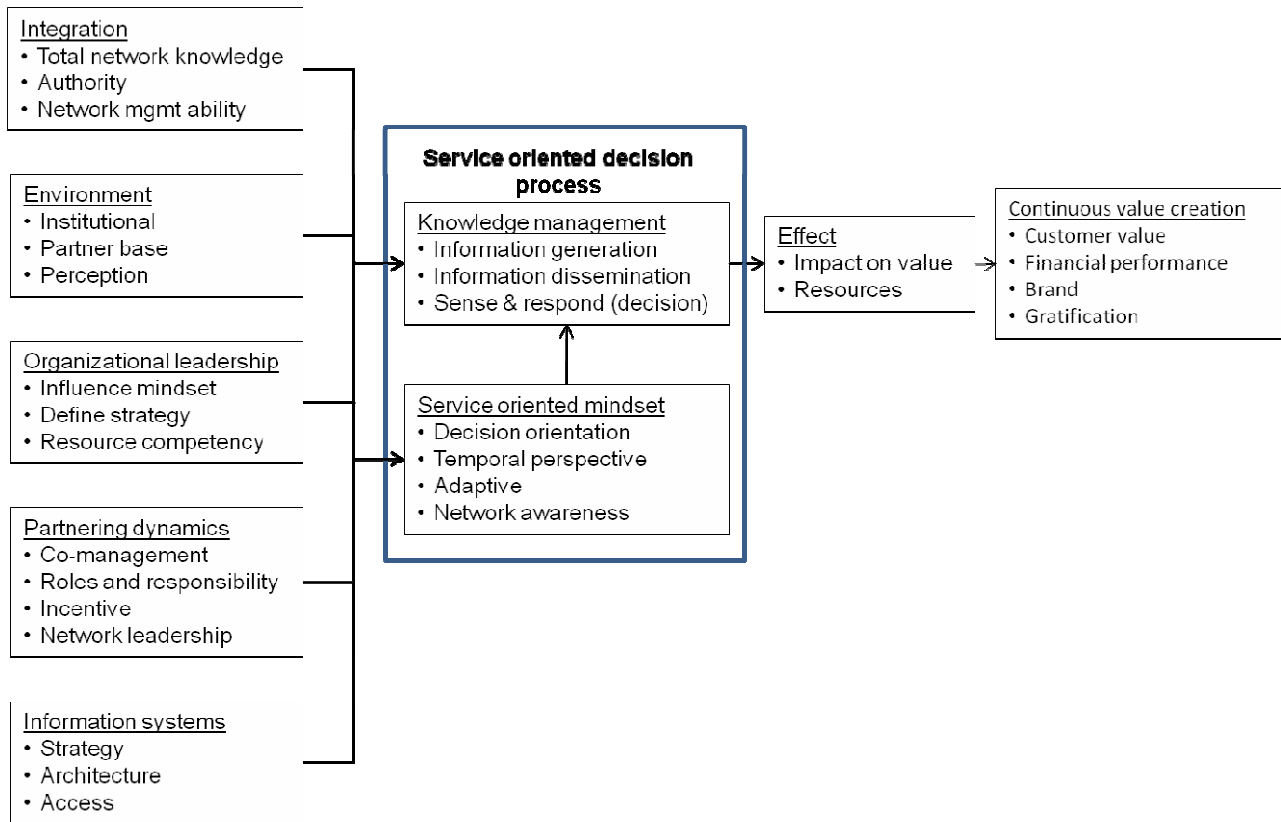 Integration
• Total network knowledge
• Authority
• Network mgmt ability
Environment
• Institutional
• Partner base
• Perception
Organizational leadership
• Influence mindset
• Define strategy
• Resource competency
Partnering dynamics
• Co-management
• Roles and responsibility
• Incentive
• Network leadership
Information systems
• Strategy
• Architecture
• Access
Service oriented decision
process
Knowledge management
• Information generation
• Information dissemination
• Sense & respond (decision)
Service oriented mindset
• Decision orientation
• Temporal perspective
• Adaptive
• Network awareness
Effect
• Impact on value
• Resources
Continuous value creation
• Customer value
• Financial performance
• Brand
• Gratification